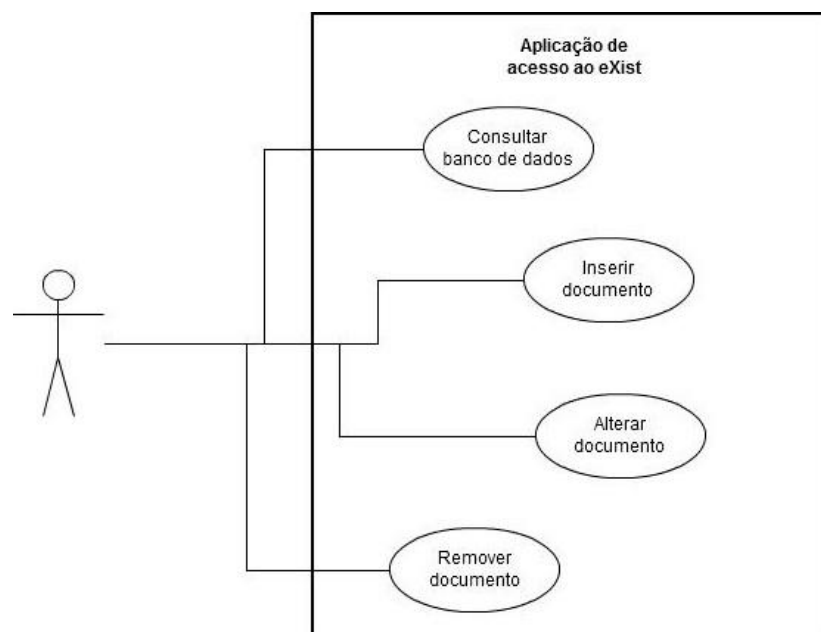 Aplicação de
acesso ao eXist
Consultar
banco de dados
Inserir
documento
Alterar
documento
Remover
documento